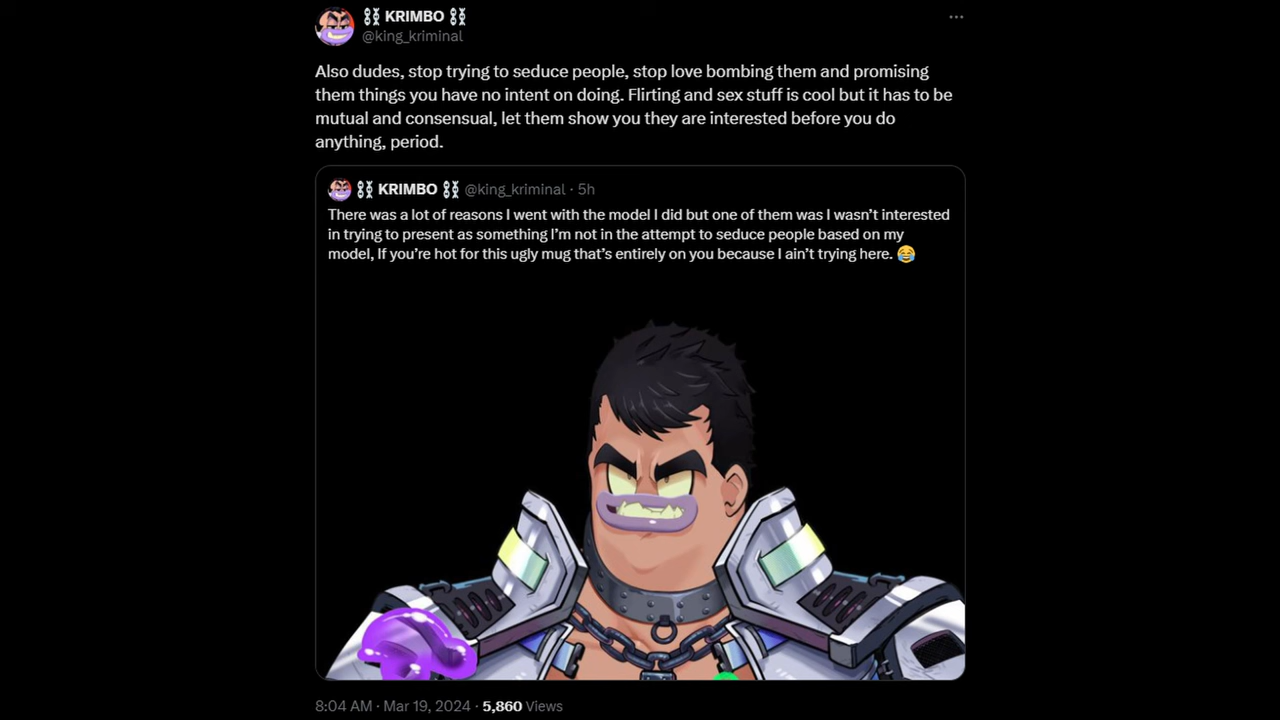 ⛓️ KRIMBO ⛓️
@king_kriminal
Also dudes, stop trying to seduce people, stop love bombing them and promising
them things you have no intent on doing. Flirting and sex stuff is cool but it has to be
mutual and consensual, let them show you they are interested before you do
anything, period.
⛓️ KRIMBO ⛓️ @king_kriminal · 5h
There was a lot of reasons I went with the model I did but one of them was I wasn’t interested
in trying to present as something I’m not in the attempt to seduce people based on my
model, If you’re hot for this ugly mug that’s entirely on you because I ain’t trying here. 😂
8:04 AM · Mar 19, 2024 · 5,860 Views